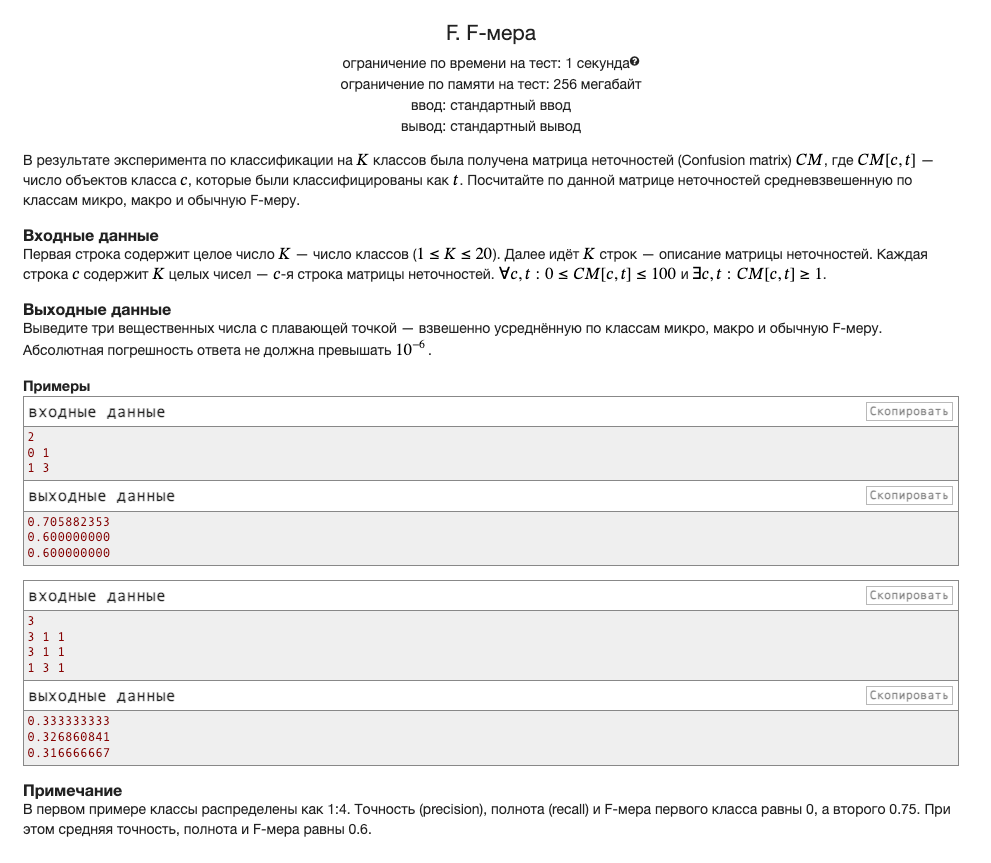 F. F-мера
ограничение по времени на тест: 1 секунда?
ограничение по памяти на тест: 256 мегабайт
ввод: стандартный ввод
вывод: стандартный вывод
В результате эксперимента по классификации на K классов была получена матрица неточностей (Confusion matrix) CM, где CM[c, t] —
число объектов класса c, которые были классифицированы как t. Посчитайте по данной матрице неточностей средневзвешенную по
классам микро, макро и обычную F-меру.
Входные данные
Первая строка содержит целое число K — число классов (1 ≤ K ≤ 20). Далее идёт K строк — описание матрицы неточностей. Каждая
строка c содержит K целых чисел — c-я строка матрицы неточностей. ∀c, t : 0 ≤ CM[c, t] ≤ 100 и ∃c, t : CM[c, t] ≥ 1.
Выходные данные
Выведите три вещественных числа с плавающей точкой — взвешенно усреднённую по классам микро, макро и обычную F-меру.
Абсолютная погрешность ответа не должна превышать 10⁻⁶ .
Примеры
входные данные Скопировать
2
0 1
1 3
выходные данные Скопировать
0.705882353
0.600000000
0.600000000
входные данные Скопировать
3
3 1 1
3 1 1
1 3 1
выходные данные Скопировать
0.333333333
0.326860841
0.316666667
Примечание
В первом примере классы распределены как 1:4. Точность (precision), полнота (recall) и F-мера первого класса равны 0, а второго 0.75. При
этом средняя точность, полнота и F-мера равны 0.6.